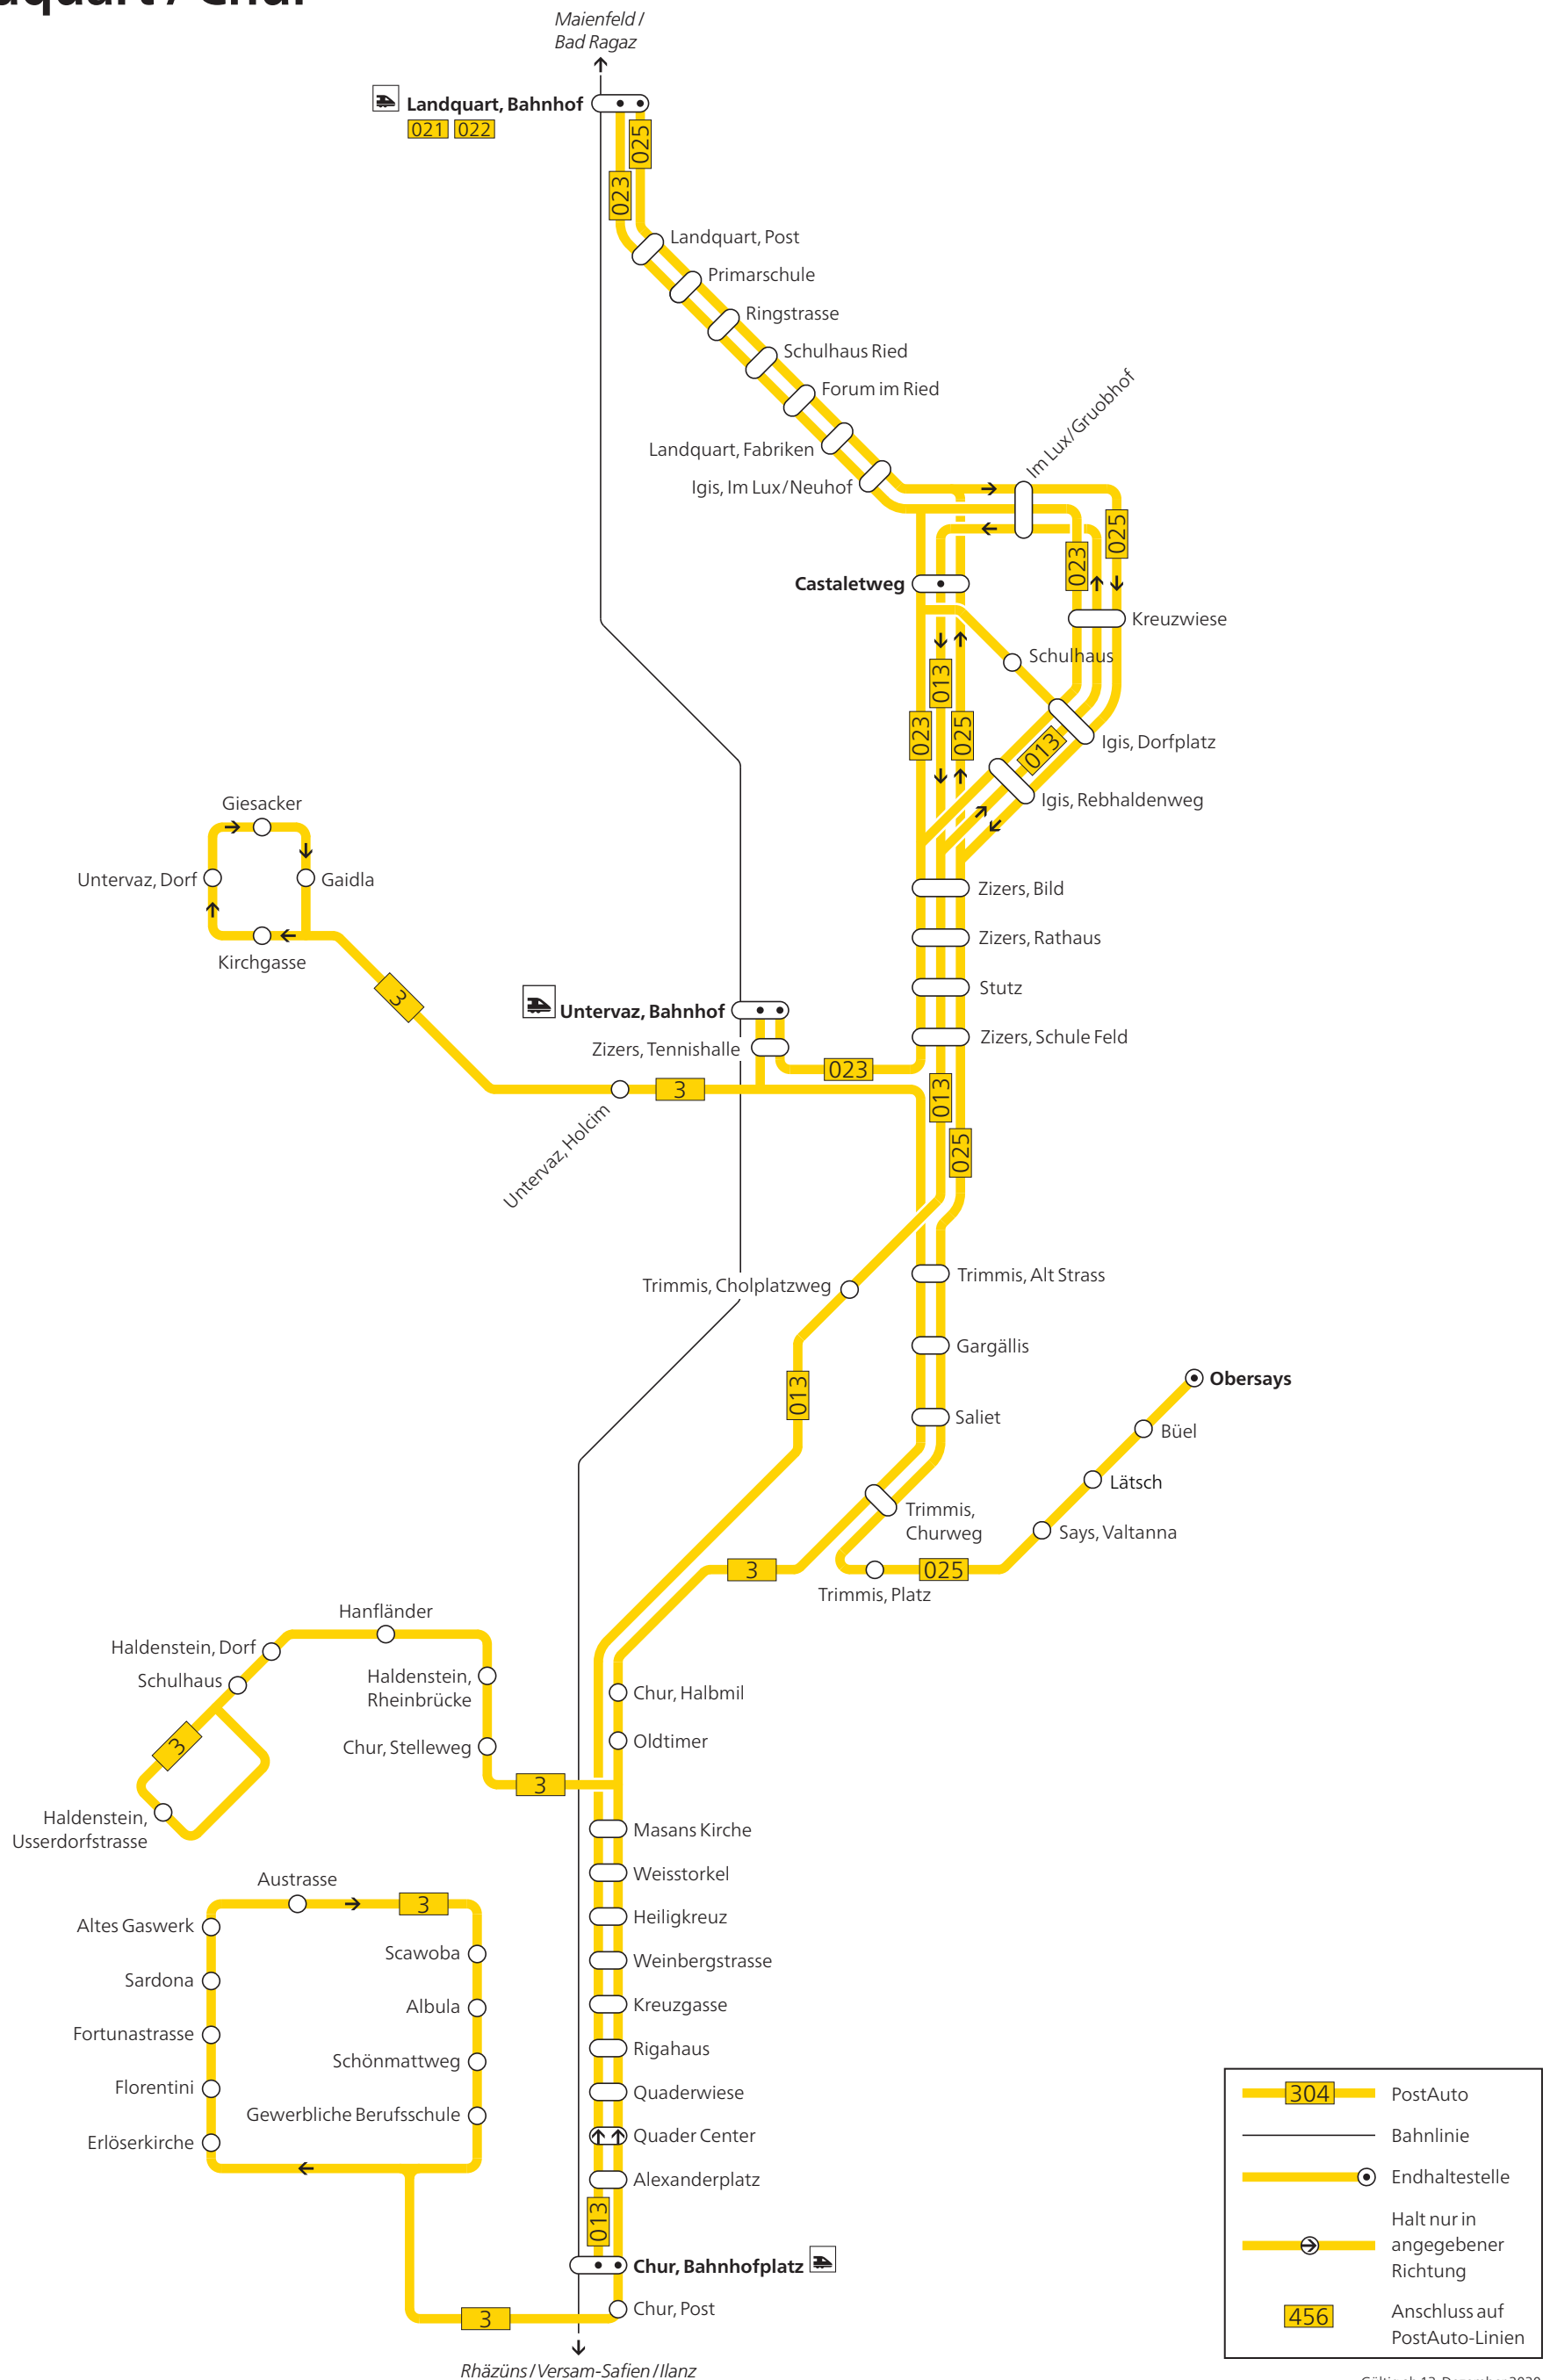 Maienfeld /
Bad Ragaz
Landquart, Bahnhof
021 022
025
023
Landquart, Post
Primarschule
Ringstrasse
Schulhaus Ried
Forum im Ried
Im Lux/Gruobhof
Landquart, Fabriken
Igis, Im Lux/Neuhof
025
023
Castaletweg
Kreuzwiese
Schulhaus
013
023
025
013
Igis, Dorfplatz
Igis, Rebhaldenweg
Giesacker
Untervaz, Dorf
Gaidla
Kirchgasse
Zizers, Bild
Zizers, Rathaus
Stutz
3
Untervaz, Bahnhof
Zizers, Tennishalle
Zizers, Schule Feld
023
3
013
025
Untervaz, Holcim
Trimmis, Cholplatzweg
Trimmis, Alt Strass
Gargällis
013
Obersays
Saliet
Büel
Lätsch
Trimmis,
Churweg
Says, Valtanna
3
025
Trimmis, Platz
Hanfländer
Haldenstein, Dorf
Schulhaus
Haldenstein,
Rheinbrücke
Chur, Halbmil
3
Chur, Stelleweg
Oldtimer
3
Haldenstein,
Usserdorfstrasse
Masans Kirche
Weisstorkel
Austrasse
3
Altes Gaswerk
Heiligkreuz
Scawoba
Weinbergstrasse
Sardona
Albula
Kreuzgasse
Fortunastrasse
Schönmattweg
Rigahaus
Florentini
Quaderwiese
Gewerbliche Berufsschule
Erlöserkirche
Quader Center
Alexanderplatz
013
Chur, Bahnhofplatz
Chur, Post
3
Rhäzüns/Versam-Safien/Ilanz
304 PostAuto
Bahnlinie
Endhaltestelle
Halt nur in
angegebener
Richtung
456 Anschluss auf
PostAuto-Linien